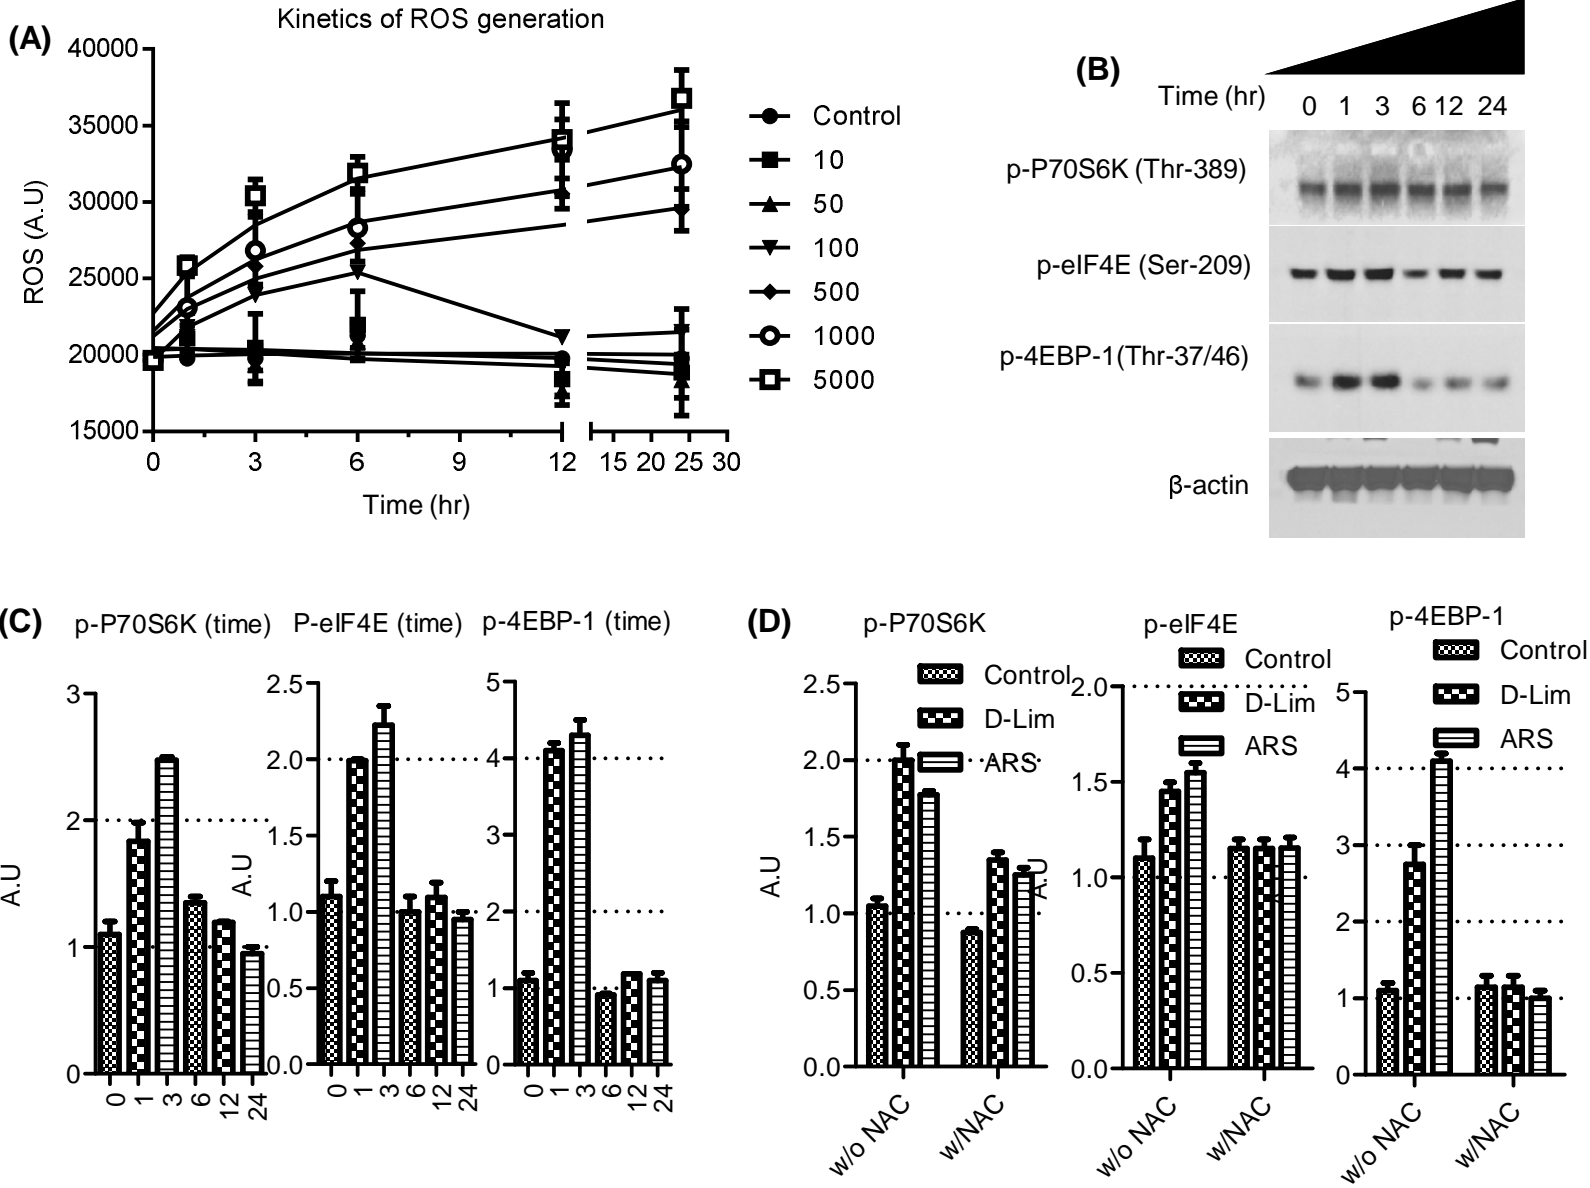 Kinetics of ROS generation
(A)
40000
35000
30000
25000
20000
15000
ROS (A.U)
0 3 6 9 12 15 20 25 30
Time (hr)
Control
10
50
100
500
1000
5000
(B)
Time (hr) 0 1 3 6 12 24
p-P70S6K (Thr-389)
p-eIF4E (Ser-209)
p-4EBP-1(Thr-37/46)
β-actin
(C)
p-P70S6K (time)
3
2
1
0
A.U
0 1 3 6 12 24
P-eIF4E (time)
2.5
2.0
1.5
1.0
0.5
0.0
A.U
0 1 3 6 12 24
p-4EBP-1 (time)
5
4
3
2
1
0
0 1 3 6 12 24
(D)
p-P70S6K
Control
D-Lim
ARS
2.5
2.0
1.5
1.0
0.5
0.0
A.U
w/o NAC w/NAC
p-eIF4E
Control
D-Lim
ARS
2.0
1.5
1.0
0.5
0.0
A.U
w/o NAC w/NAC
p-4EBP-1
Control
D-Lim
ARS
5
4
3
2
1
0
w/o NAC w/NAC